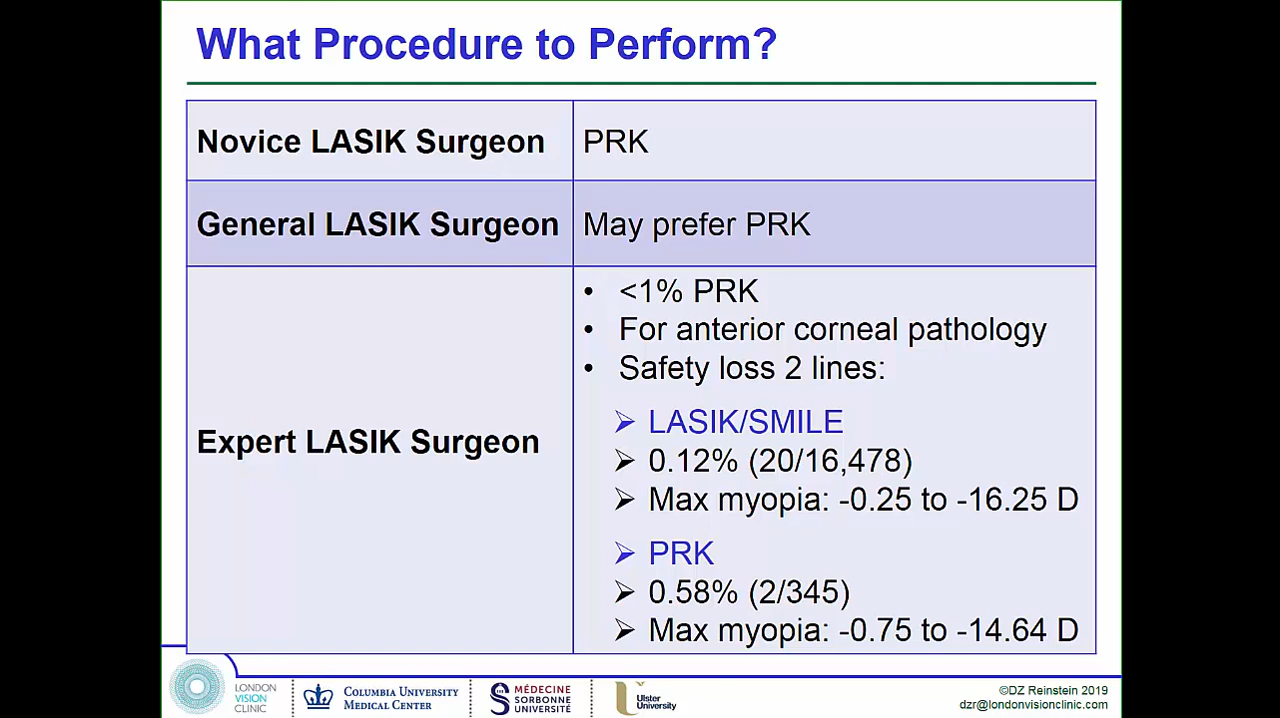 What Procedure to Perform?
Novice LASIK Surgeon
PRK
General LASIK Surgeon
May prefer PRK
Expert LASIK Surgeon
• <1% PRK
• For anterior corneal pathology
• Safety loss 2 lines:
➢ LASIK/SMILE
➢ 0.12% (20/16,478)
➢ Max myopia: -0.25 to -16.25 D
➢ PRK
➢ 0.58% (2/345)
➢ Max myopia: -0.75 to -14.64 D
LONDON
VISION
CLINIC
COLUMBIA UNIVERSITY
MEDICAL CENTER
MÉDECINE
SORBONNE
UNIVERSITÉ
Ulster
University
©DZ Reinstein 2019
dzr@londonvisionclinic.com